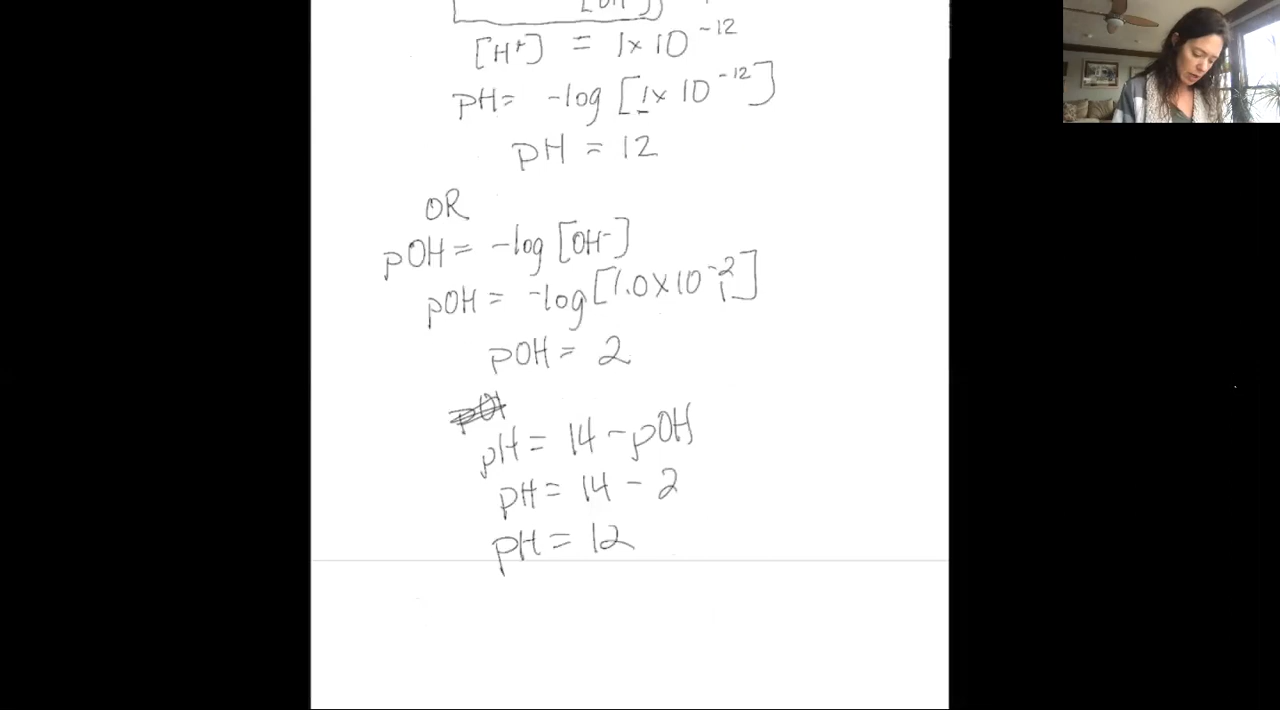 [OH-]
[H+] = 1x10^-12
pH= -log [1x10^-12]
pH = 12
OR
pOH= -log [OH-]
pOH= -log [1.0x10^-2]
pOH= 2
pH= 14-pOH
pH=14-2
pH=12